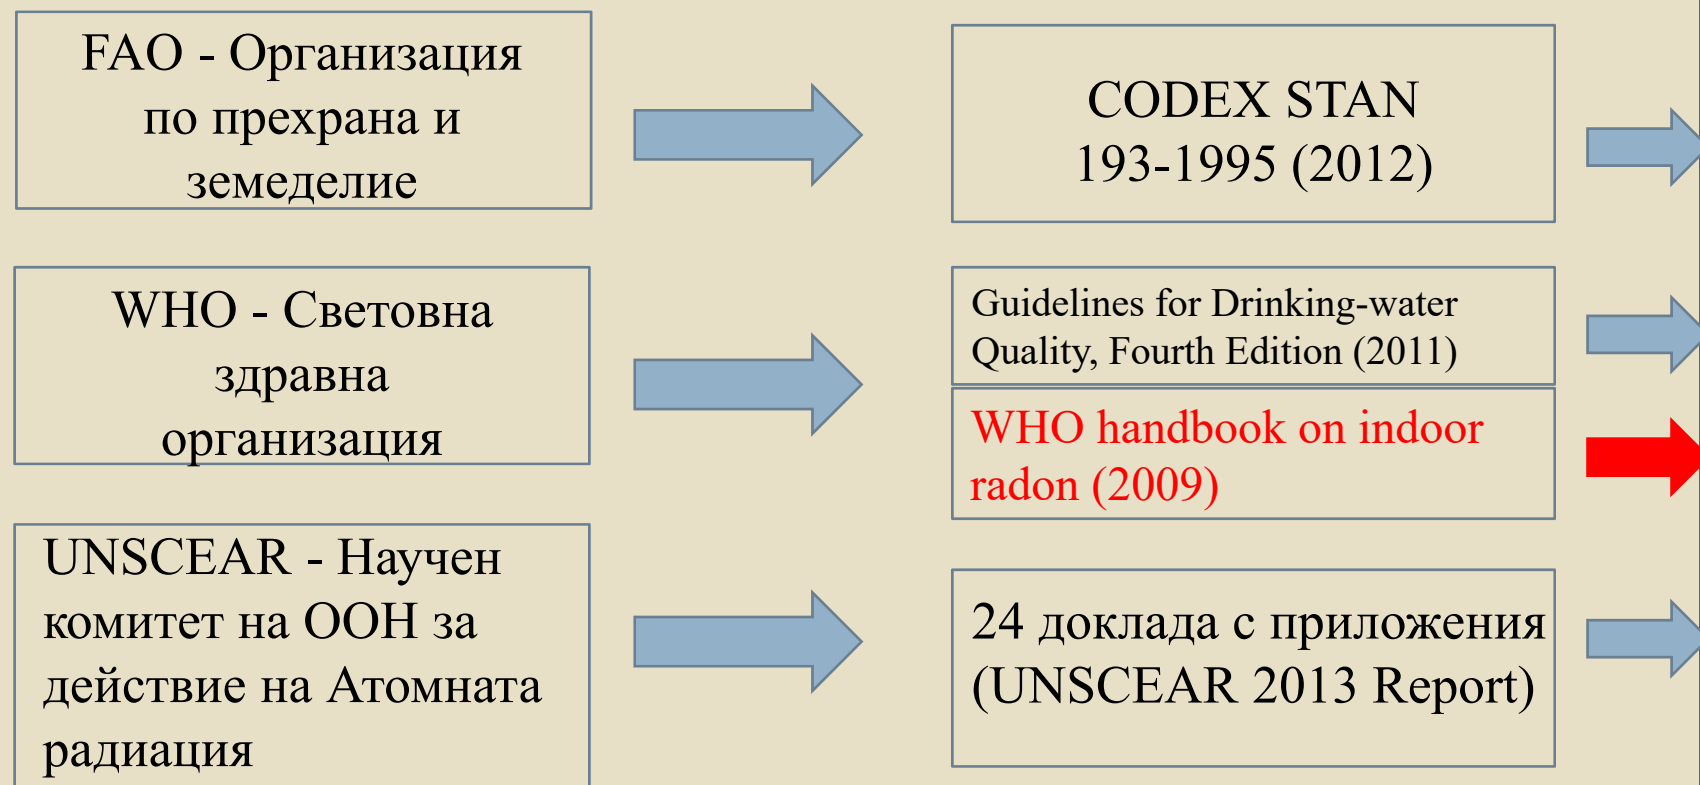 FAO - Организация
по прехрана и
земеделие
CODEX STAN
193-1995 (2012)
WHO - Световна
здравна
организация
Guidelines for Drinking-water
Quality, Fourth Edition (2011)
WHO handbook on indoor
radon (2009)
UNSCEAR - Научен
комитет на ООН за
действие на Атомната
радиация
24 доклада с приложения
(UNSCEAR 2013 Report)